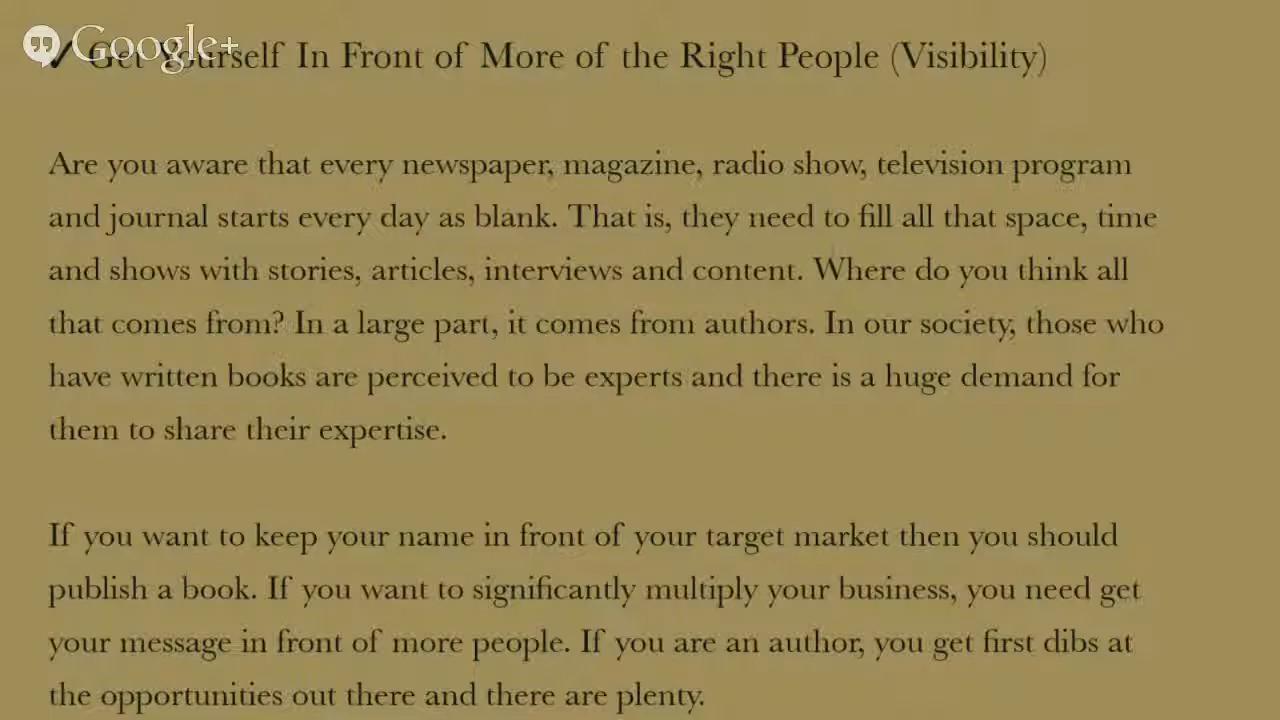 Google+
✓ Get Yourself In Front of More of the Right People (Visibility)
Are you aware that every newspaper, magazine, radio show, television program
and journal starts every day as blank. That is, they need to fill all that space, time
and shows with stories, articles, interviews and content. Where do you think all
that comes from? In a large part, it comes from authors. In our society, those who
have written books are perceived to be experts and there is a huge demand for
them to share their expertise.
If you want to keep your name in front of your target market then you should
publish a book. If you want to significantly multiply your business, you need get
your message in front of more people. If you are an author, you get first dibs at
the opportunities out there and there are plenty.